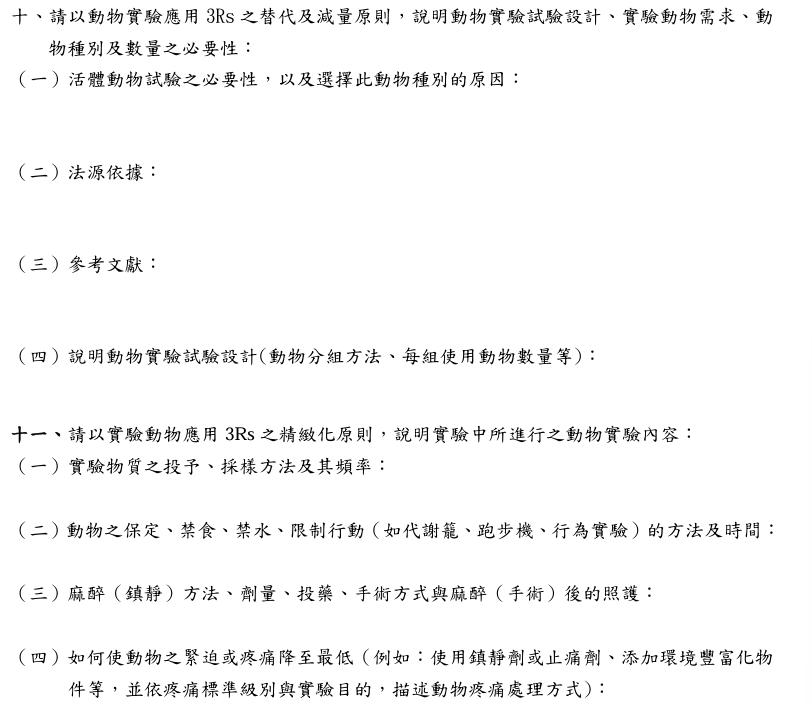 十、請以動物實驗應用 3Rs 之替代及減量原則，說明動物實驗試驗設計、實驗動物需求、動
物種別及數量之必要性：
（一）活體動物試驗之必要性，以及選擇此動物種別的原因：
（二）法源依據：
（三）參考文獻：
（四）說明動物實驗試驗設計(動物分組方法、每組使用動物數量等)：
十一、請以實驗動物應用 3Rs 之精緻化原則，說明實驗中所進行之動物實驗內容：
（一）實驗物質之投予、採樣方法及其頻率：
（二）動物之保定、禁食、禁水、限制行動（如代謝籠、跑步機、行為實驗）的方法及時間：
（三）麻醉（鎮靜）方法、劑量、投藥、手術方式與麻醉（手術）後的照護：
（四）如何使動物之緊迫或疼痛降至最低（例如：使用鎮靜劑或止痛劑、添加環境豐富化物
件等，並依疼痛標準級別與實驗目的，描述動物疼痛處理方式）：